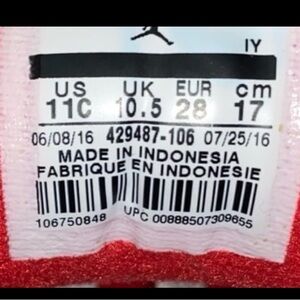 IY
US UK EUR cm
11C 10.5 28 17
06/08/16 429487-106 07/25/16
MADE IN INDONESIA
FABRIQUE EN INDONESIE
106750848 UPC 00888507309655